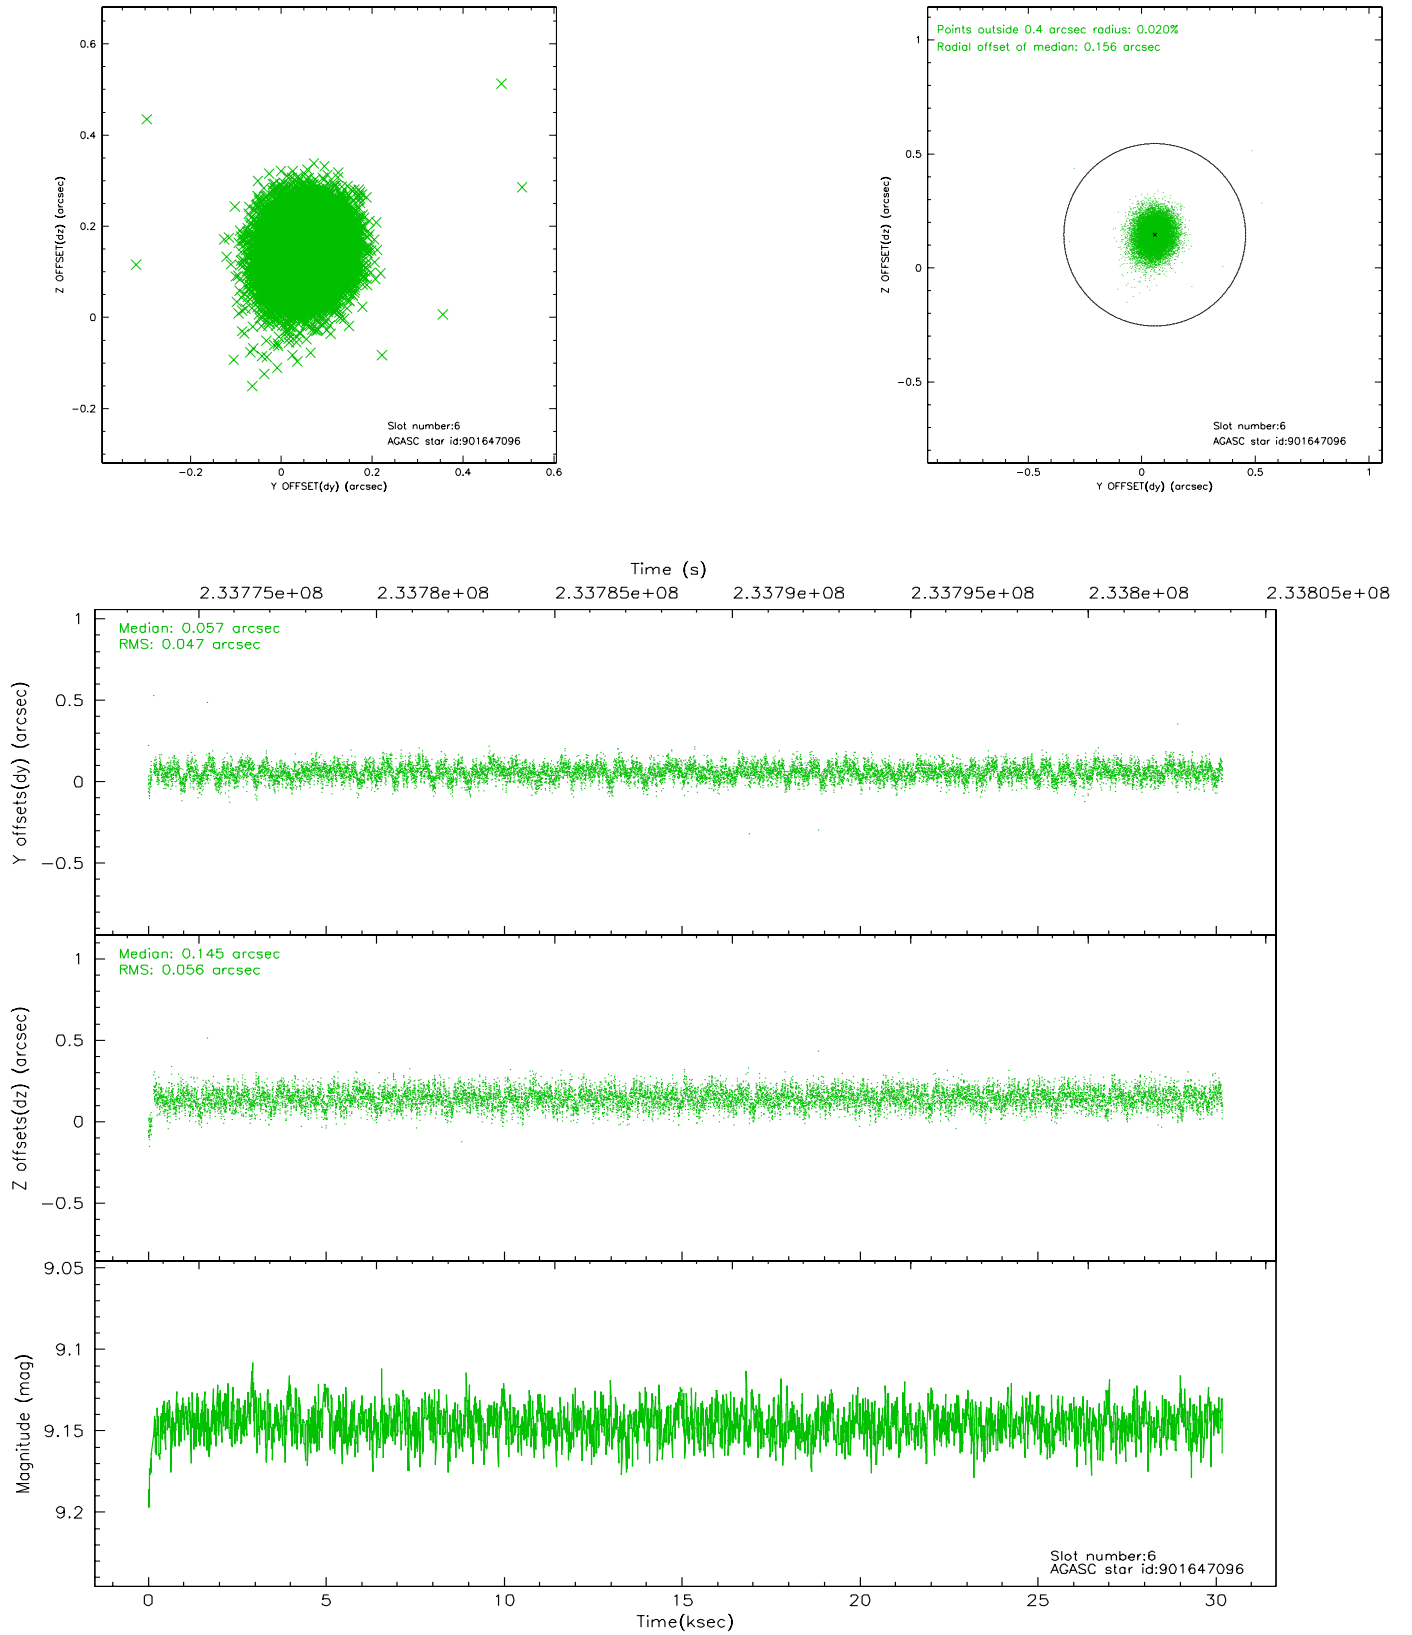 0.6
0.4
0.2
0
−0.2
Z OFFSET(dz) (arcsec)
Slot number:6
AGASC star id:901647096
−0.2 0 0.2 0.4 0.6
Y OFFSET(dy) (arcsec)
Points outside 0.4 arcsec radius: 0.020%
Radial offset of median: 0.156 arcsec
1
0.5
0
−0.5
Z OFFSET(dz) (arcsec)
Slot number:6
AGASC star id:901647096
−0.5 0 0.5 1
Y OFFSET(dy) (arcsec)
Time (s)
2.33775e+08 2.3378e+08 2.33785e+08 2.3379e+08 2.33795e+08 2.338e+08 2.33805e+08
Median: 0.057 arcsec
RMS: 0.047 arcsec
1
0.5
0
−0.5
Y offsets(dy) (arcsec)
Median: 0.145 arcsec
RMS: 0.056 arcsec
1
0.5
0
−0.5
Z offsets(dz) (arcsec)
9.05
9.1
9.15
9.2
Magnitude (mag)
Slot number:6
AGASC star id:901647096
0 5 10 15 20 25 30
Time(ksec)